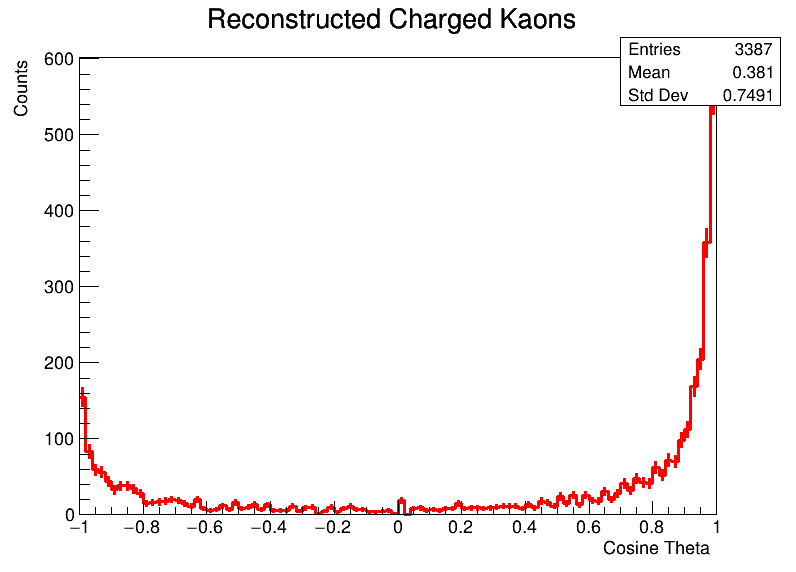 Reconstructed Charged Kaons
Entries 3387
Mean 0.381
Std Dev 0.7491
Counts
600
500
400
300
200
100
0
−1 −0.8 −0.6 −0.4 −0.2 0 0.2 0.4 0.6 0.8 1
Cosine Theta